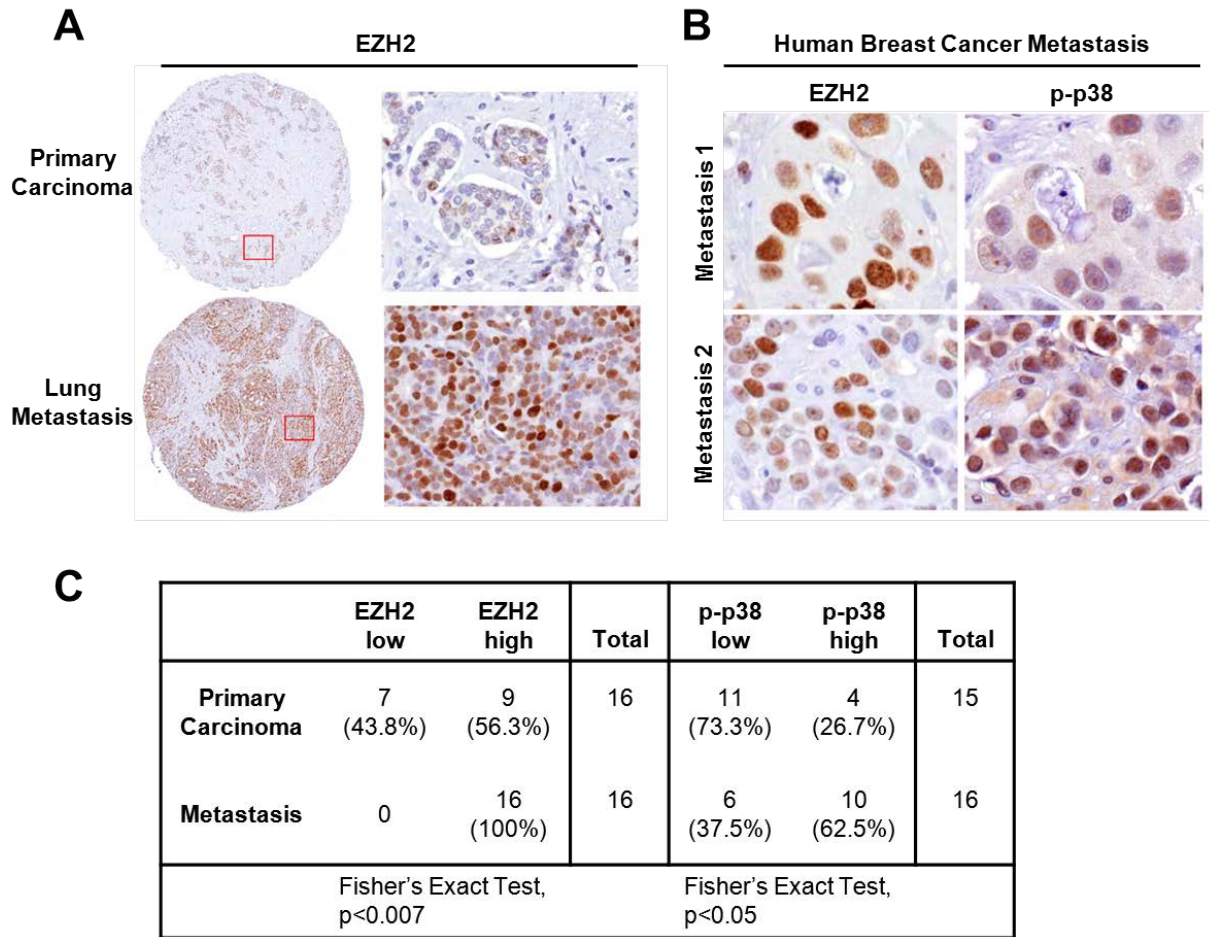 A
EZH2
Primary
Carcinoma
Lung
Metastasis
B
Human Breast Cancer Metastasis
EZH2 p-p38
Metastasis 1
Metastasis 2
C
EZH2 low EZH2 high Total p-p38 low p-p38 high Total
Primary Carcinoma 7 (43.8%) 9 (56.3%) 16 11 (73.3%) 4 (26.7%) 15
Metastasis 0 16 (100%) 16 6 (37.5%) 10 (62.5%) 16
Fisher’s Exact Test, p<0.007 Fisher’s Exact Test, p<0.05